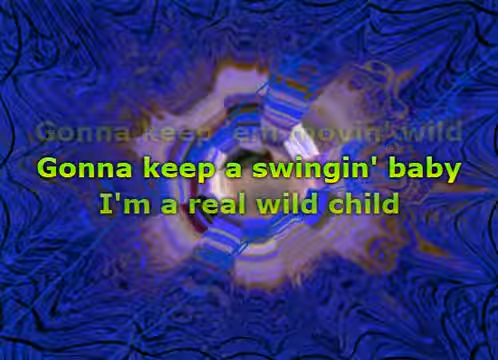 Gonna keep 'em movin' wild
Gonna keep a swingin' baby
I'm a real wild child